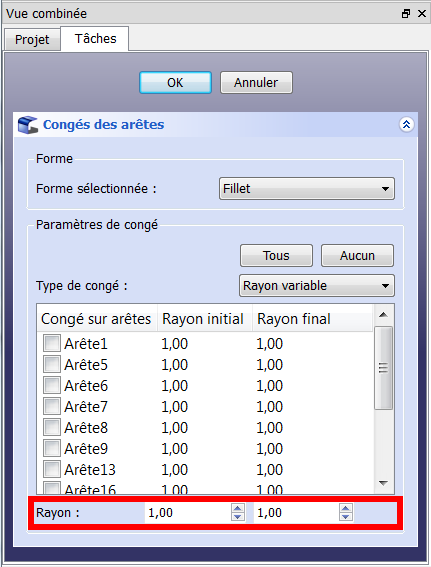 Vue combinée
Projet Tâches
OK Annuler
Congés des arêtes
Forme
Forme sélectionnée : Fillet
Paramètres de congé
Tous Aucun
Type de congé : Rayon variable
Congé sur arêtes Rayon initial Rayon final
Arête1 1,00 1,00
Arête5 1,00 1,00
Arête6 1,00 1,00
Arête7 1,00 1,00
Arête8 1,00 1,00
Arête9 1,00 1,00
Arête13 1,00 1,00
Arête16 1,00 1,00
Rayon : 1,00 1,00